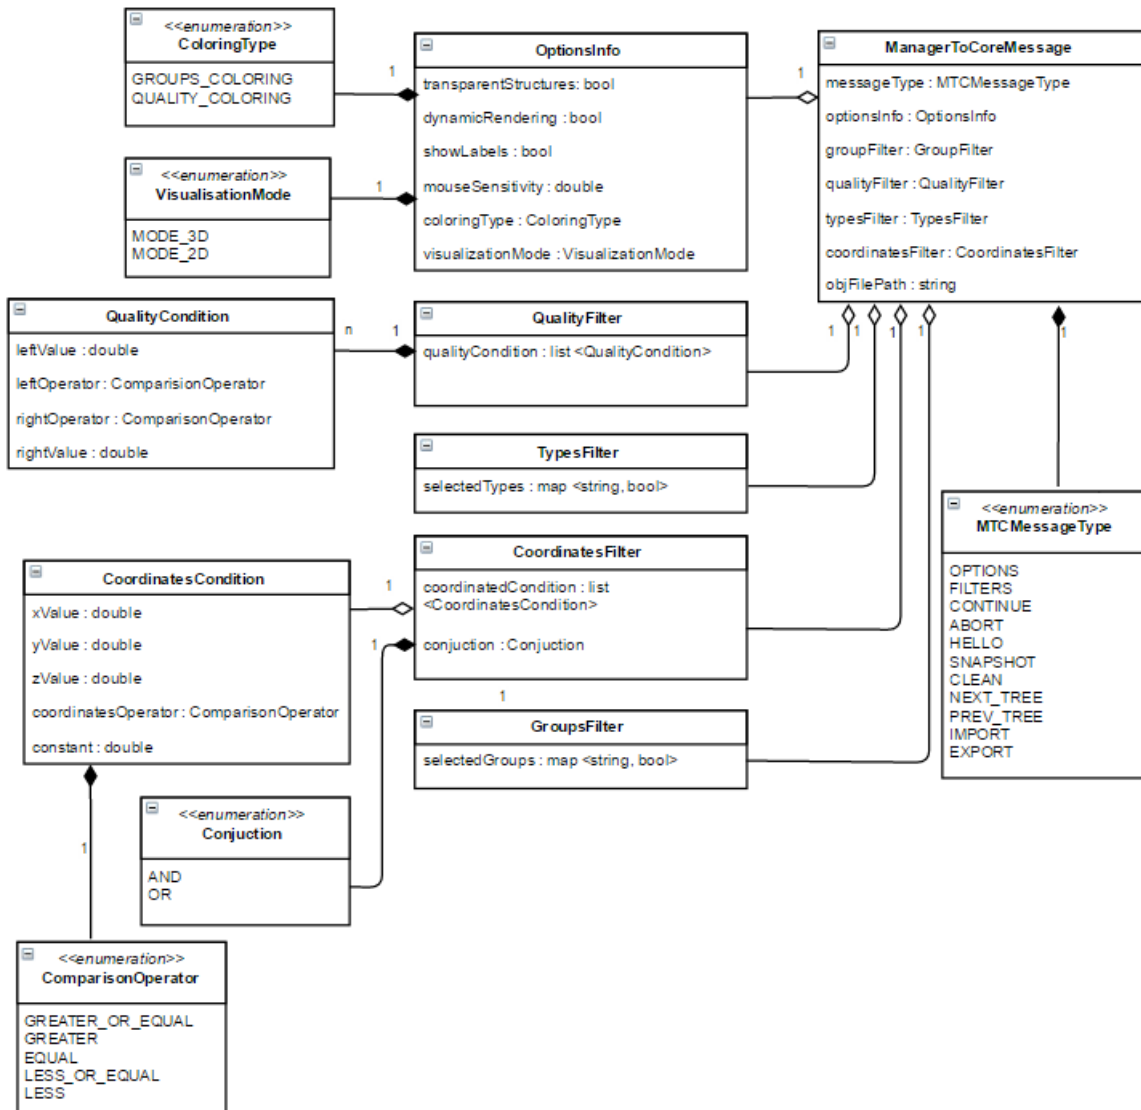 <<enumeration>>
ColoringType
GROUPS_COLORING
QUALITY_COLORING
1
OptionsInfo
transparentStructures: bool
dynamicRendering : bool
showLabels : bool
mouseSensitivity : double
coloringType : ColoringType
visualizationMode : VisualizationMode
1
ManagerToCoreMessage
messageType : MTCMessageType
optionsInfo : OptionsInfo
groupFilter : GroupFilter
qualityFilter : QualityFilter
typesFilter : TypesFilter
coordinatesFilter : CoordinatesFilter
objFilePath : string
<<enumeration>>
VisualisationMode
MODE_3D
MODE_2D
1
QualityCondition
leftValue : double
leftOperator : ComparisionOperator
rightOperator : ComparisonOperator
rightValue : double
n
1
QualityFilter
qualityCondition : list <QualityCondition>
1
1
1
1
1
TypesFilter
selectedTypes : map <string, bool>
<<enumeration>>
MTCMessageType
OPTIONS
FILTERS
CONTINUE
ABORT
HELLO
SNAPSHOT
CLEAN
NEXT_TREE
PREV_TREE
IMPORT
EXPORT
CoordinatesCondition
xValue : double
yValue : double
zValue : double
coordinatesOperator : ComparisonOperator
constant : double
1
1
CoordinatesFilter
coordinatedCondition : list
<CoordinatesCondition>
conjuction : Conjuction
1
GroupsFilter
selectedGroups : map <string, bool>
<<enumeration>>
Conjuction
AND
OR
1
<<enumeration>>
ComparisonOperator
GREATER_OR_EQUAL
GREATER
EQUAL
LESS_OR_EQUAL
LESS